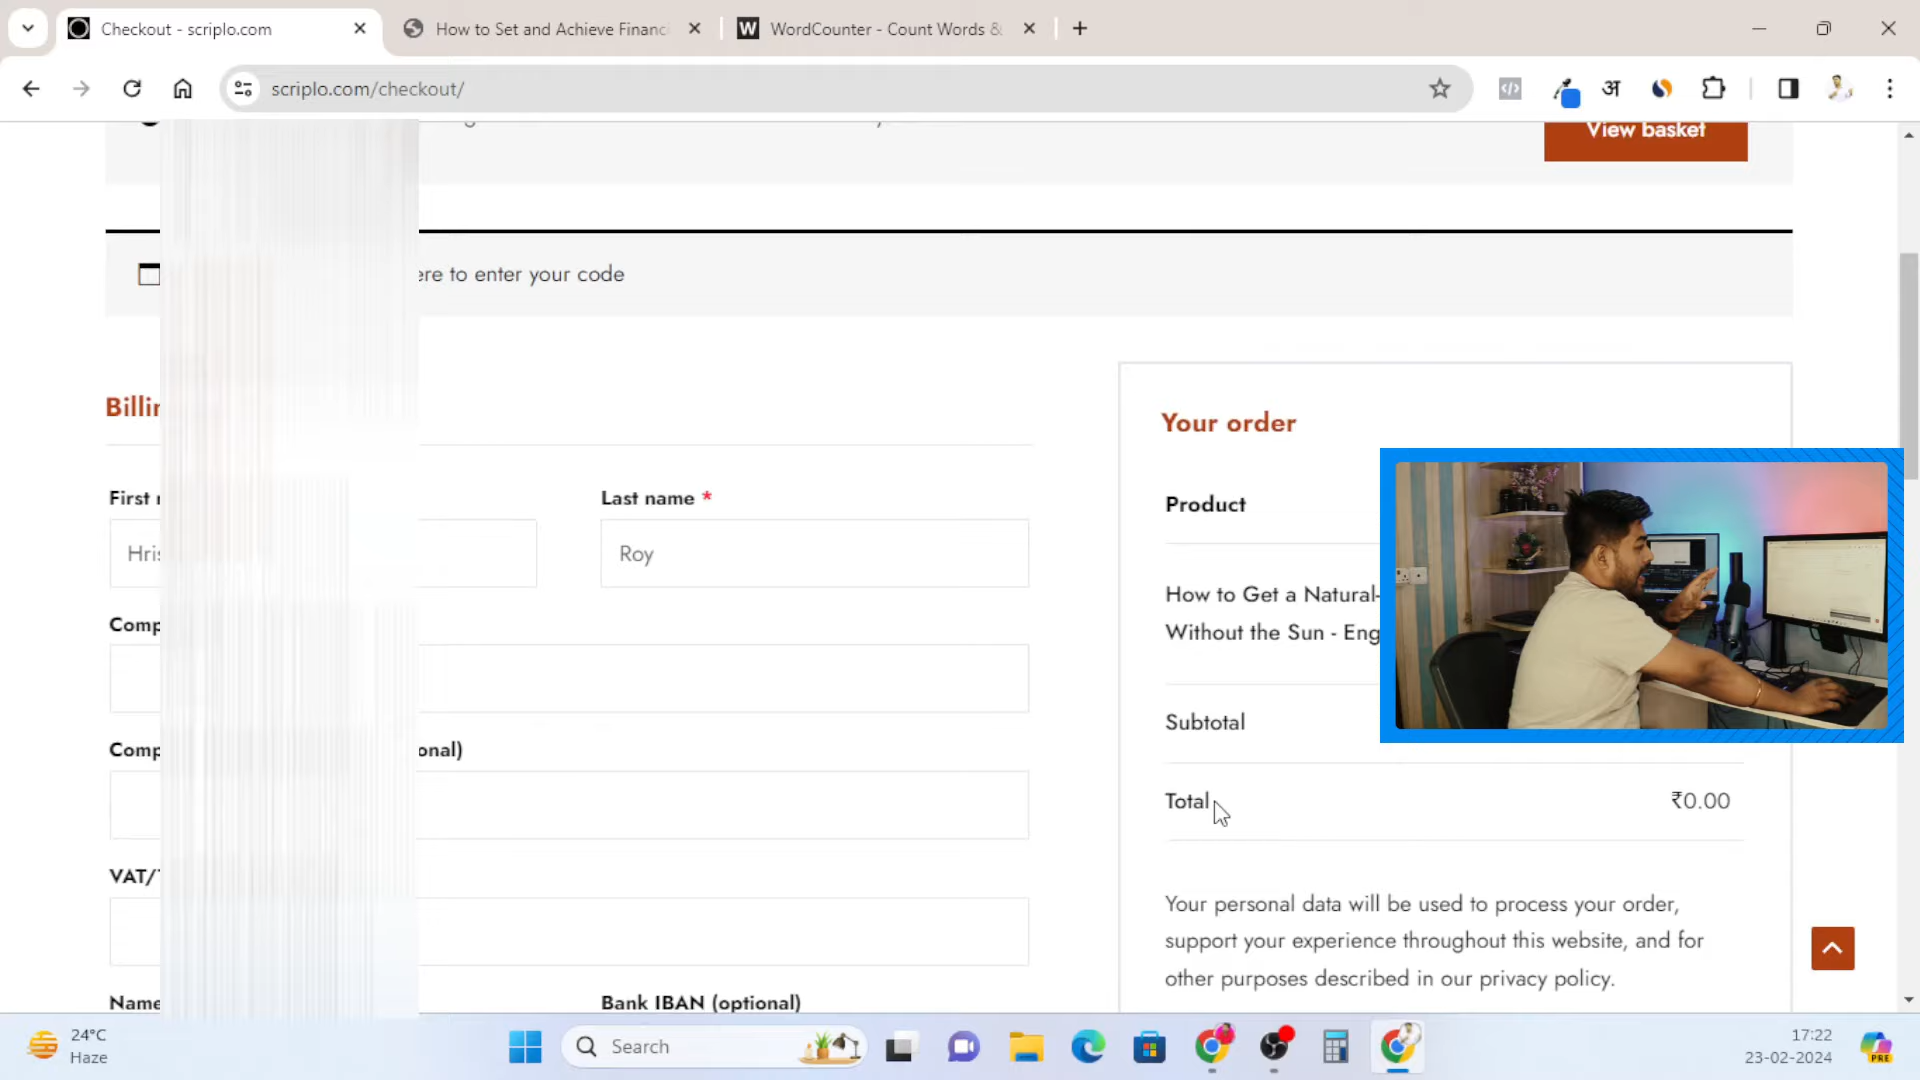 Checkout - scriplo.com
How to Set and Achieve Financi
W WordCounter - Count Words &
scriplo.com/checkout/
अ
View basket
ere to enter your code
Billin
Your order
First n
Last name *
Product
Hris
Roy
How to Get a Natural-
Without the Sun - Eng
Comp
Subtotal
Comp
onal)
Total
₹0.00
VAT/T
Your personal data will be used to process your order,
support your experience throughout this website, and for
other purposes described in our privacy policy.
Name
Bank IBAN (optional)
24°C
Haze
Search
17:22
23-02-2024
PRE